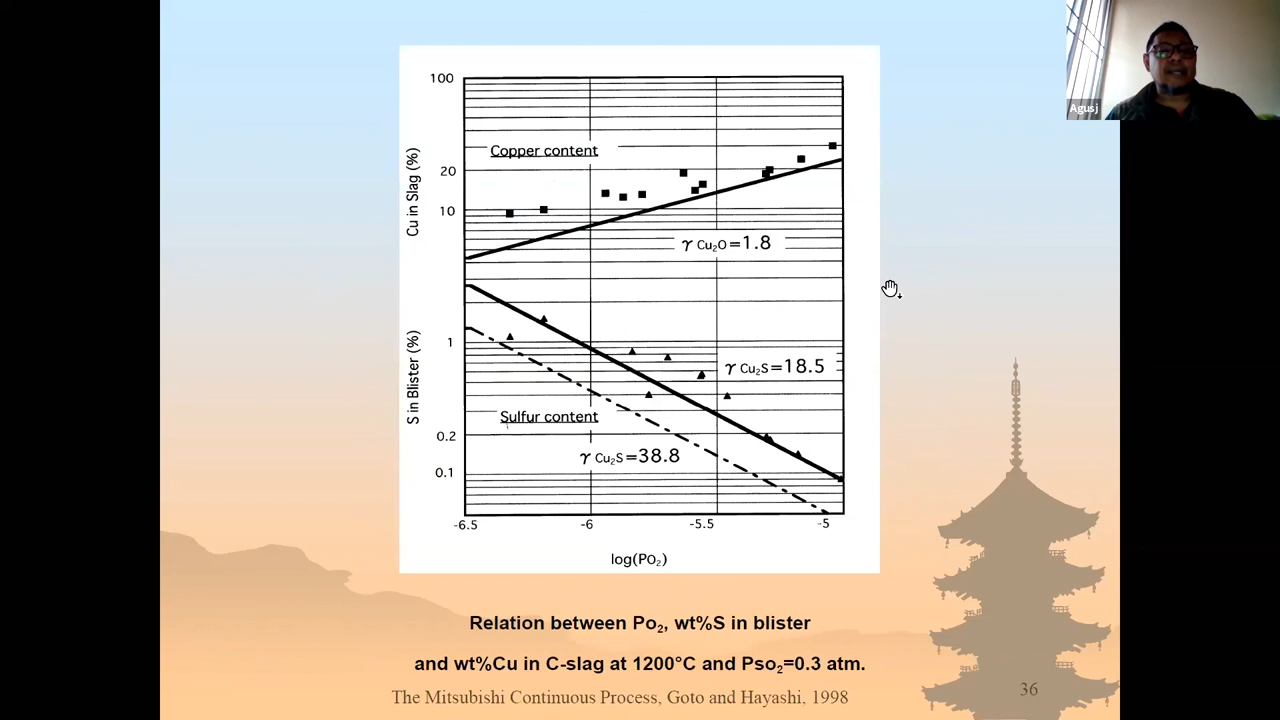 Agusj
100
Copper content
20
Cu in Slag (%)
10
γ Cu₂O=1.8
1
γ Cu₂S=18.5
S in Blister (%)
Sulfur content
0.2
γ Cu₂S=38.8
0.1
-6.5 -6 -5.5 -5
log(PO₂)
Relation between Po₂, wt%S in blister
and wt%Cu in C-slag at 1200°C and Pso₂=0.3 atm.
The Mitsubishi Continuous Process, Goto and Hayashi, 1998
36